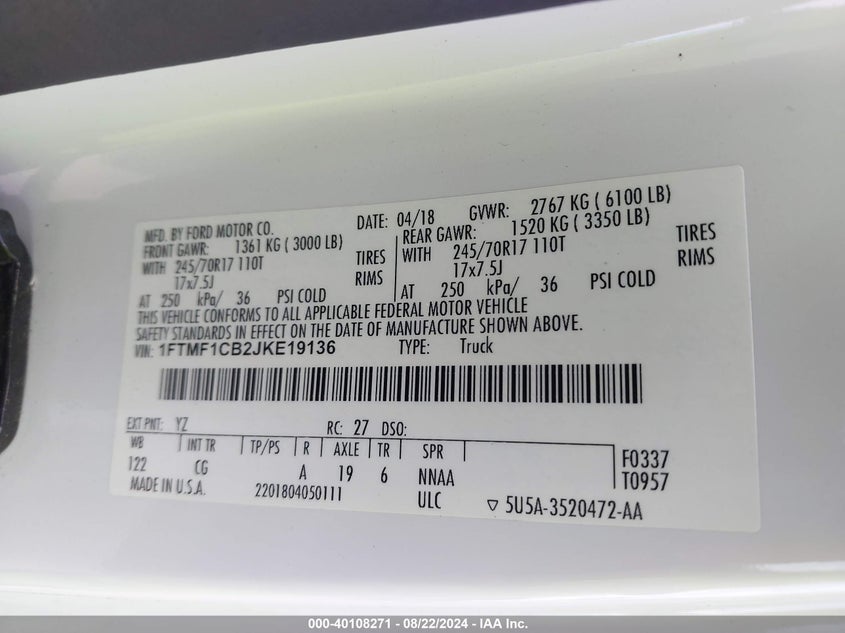 MFD. BY FORD MOTOR CO. DATE: 04/18 GVWR: 2767 KG ( 6100 LB)
FRONT GAWR: 1361 KG ( 3000 LB) REAR GAWR: 1520 KG ( 3350 LB)
WITH 245/70R17 110T TIRES WITH 245/70R17 110T TIRES
17x7.5J RIMS 17x7.5J RIMS
AT 250 kPa/ 36 PSI COLD AT 250 kPa/ 36 PSI COLD
THIS VEHICLE CONFORMS TO ALL APPLICABLE FEDERAL MOTOR VEHICLE
SAFETY STANDARDS IN EFFECT ON THE DATE OF MANUFACTURE SHOWN ABOVE.
VIN: 1FTMF1CB2JKE19136 TYPE: Truck
EXT PNT: YZ RC: 27 DSO:
WB INT TR TP/PS R AXLE TR SPR F0337
122 CG A 19 6 NNAA T0957
MADE IN U.S.A. 2201804050111 ULC ▽ 5U5A-3520472-AA
000-40108271 - 08/22/2024 - IAA Inc.